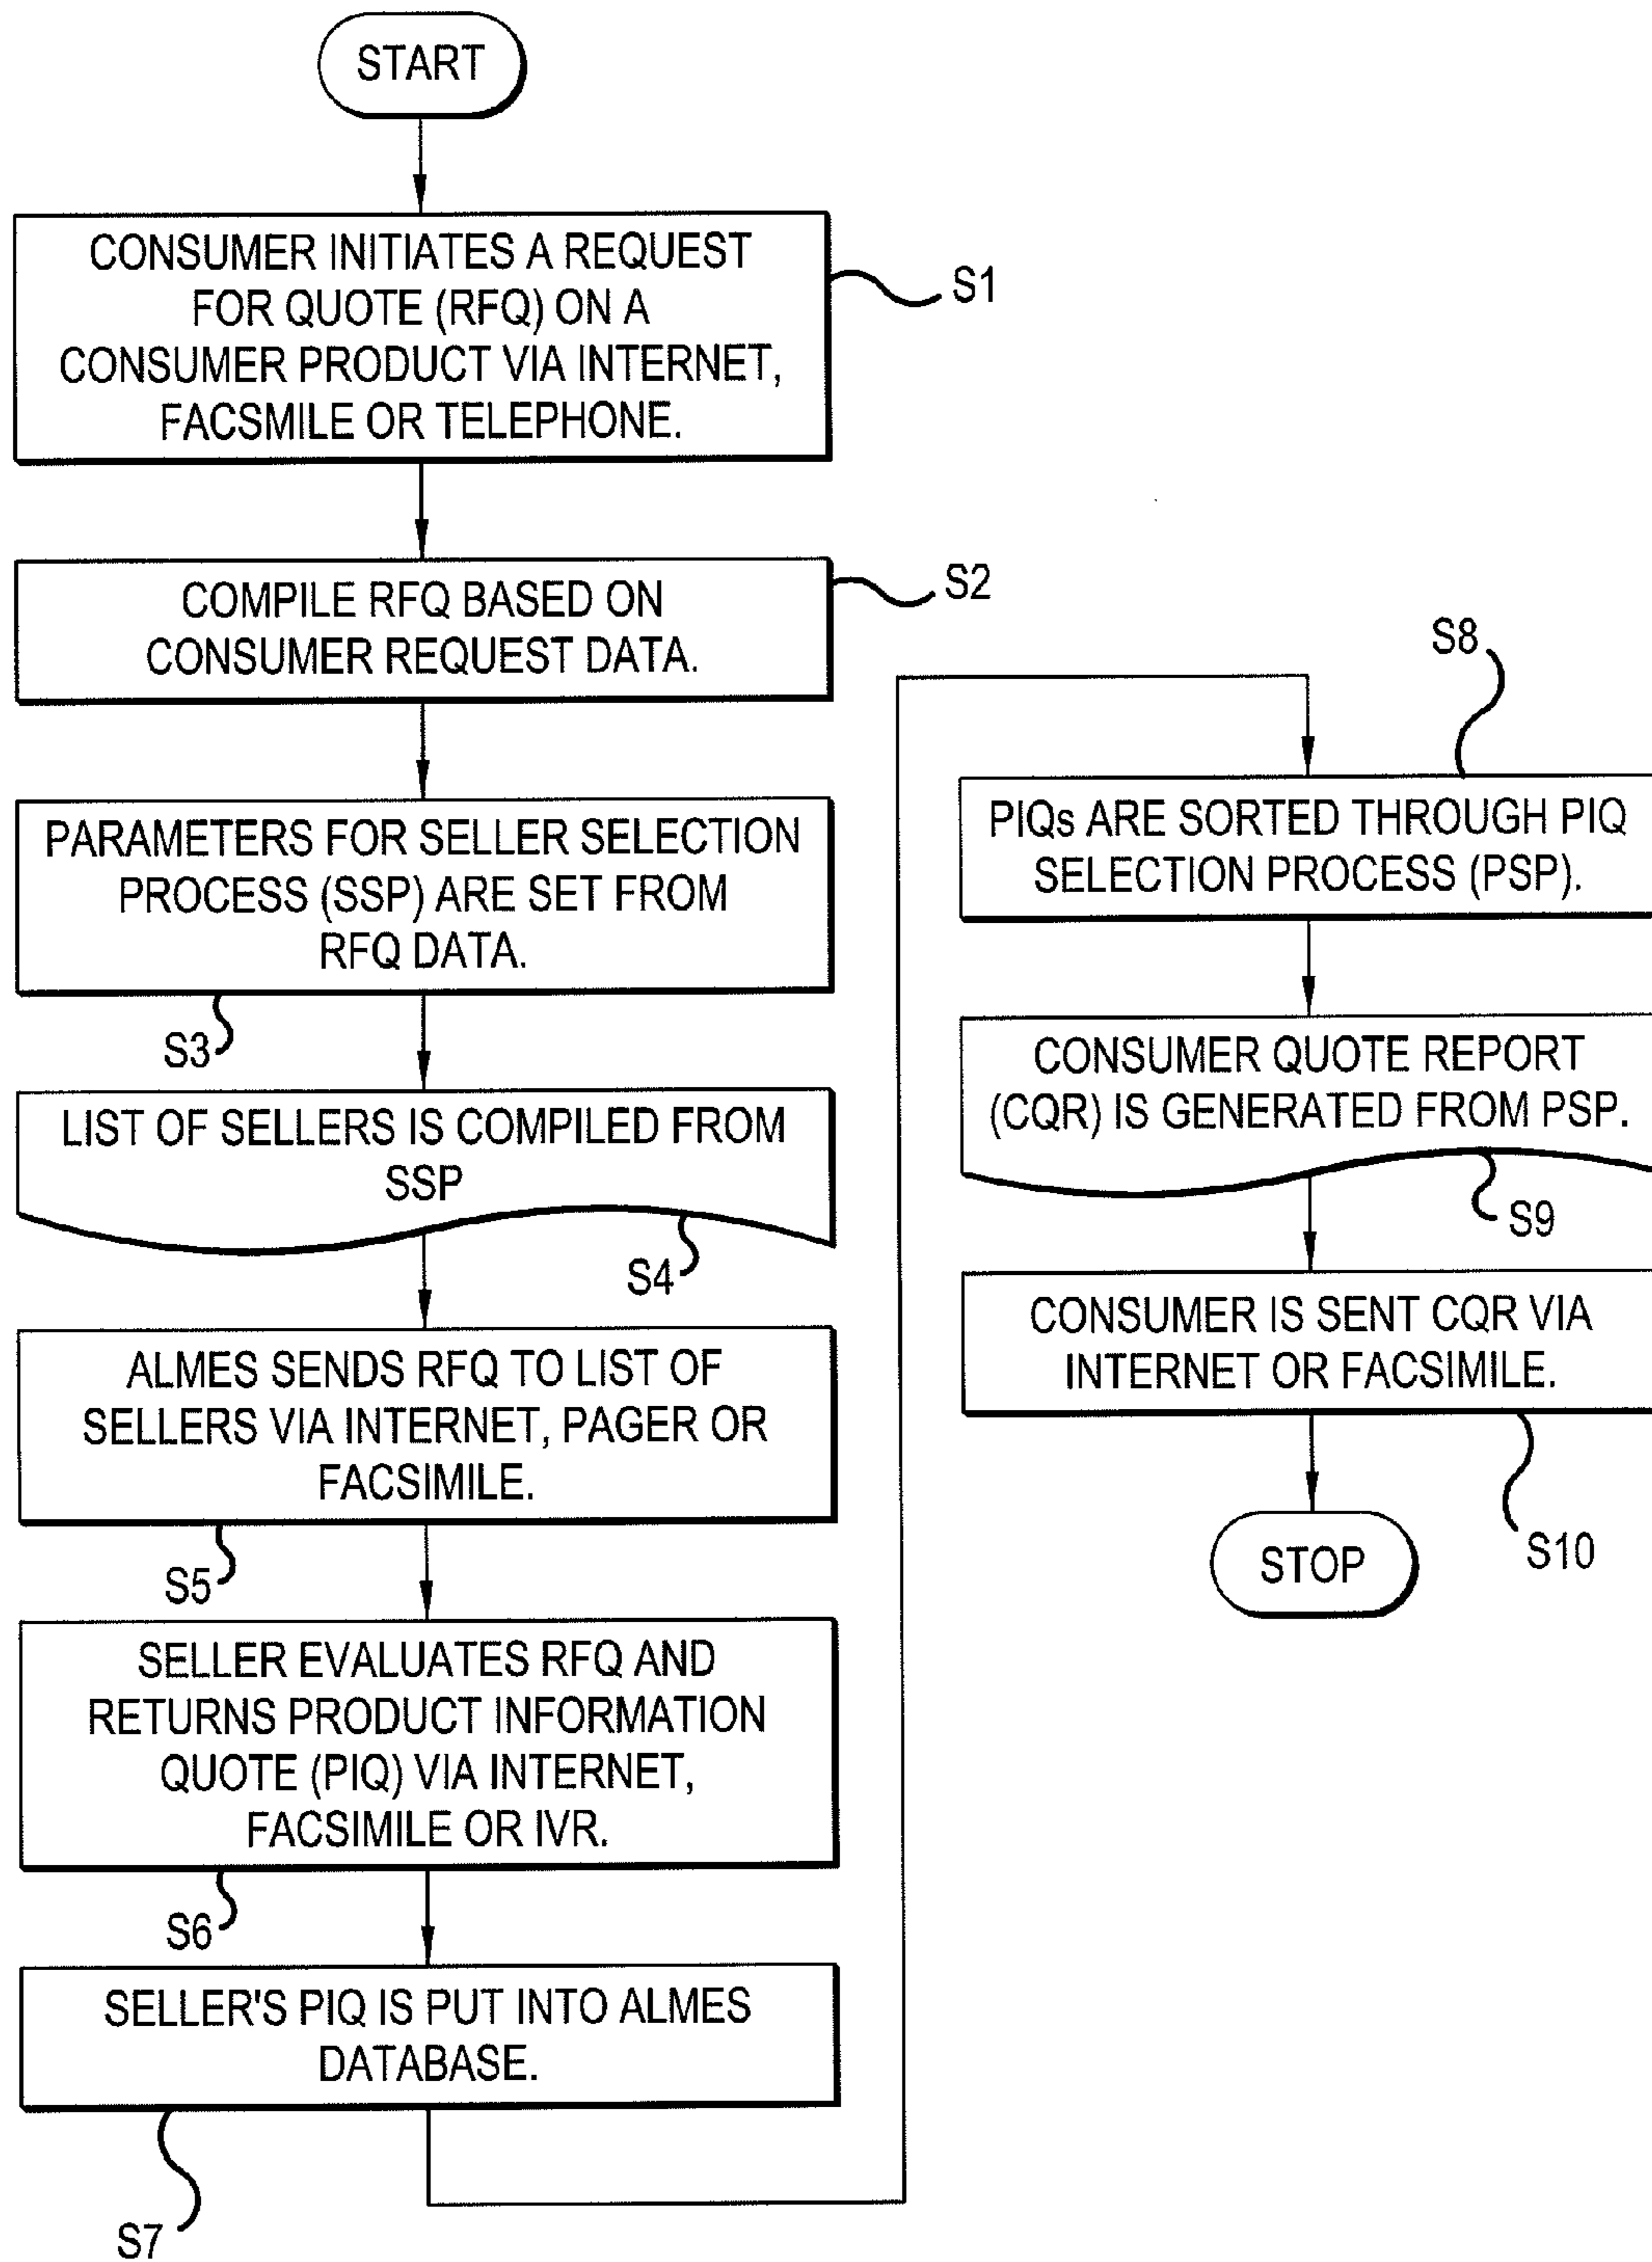 START
CONSUMER INITIATES A REQUEST
FOR QUOTE (RFQ) ON A
CONSUMER PRODUCT VIA INTERNET,
FACSMILE OR TELEPHONE.
S1
COMPILE RFQ BASED ON
CONSUMER REQUEST DATA.
S2
PARAMETERS FOR SELLER SELECTION
PROCESS (SSP) ARE SET FROM
RFQ DATA.
S3
LIST OF SELLERS IS COMPILED FROM
SSP
S4
ALMES SENDS RFQ TO LIST OF
SELLERS VIA INTERNET, PAGER OR
FACSIMILE.
S5
SELLER EVALUATES RFQ AND
RETURNS PRODUCT INFORMATION
QUOTE (PIQ) VIA INTERNET,
FACSIMILE OR IVR.
S6
SELLER'S PIQ IS PUT INTO ALMES
DATABASE.
S7
S8
PIQs ARE SORTED THROUGH PIQ
SELECTION PROCESS (PSP).
CONSUMER QUOTE REPORT
(CQR) IS GENERATED FROM PSP.
S9
CONSUMER IS SENT CQR VIA
INTERNET OR FACSIMILE.
S10
STOP